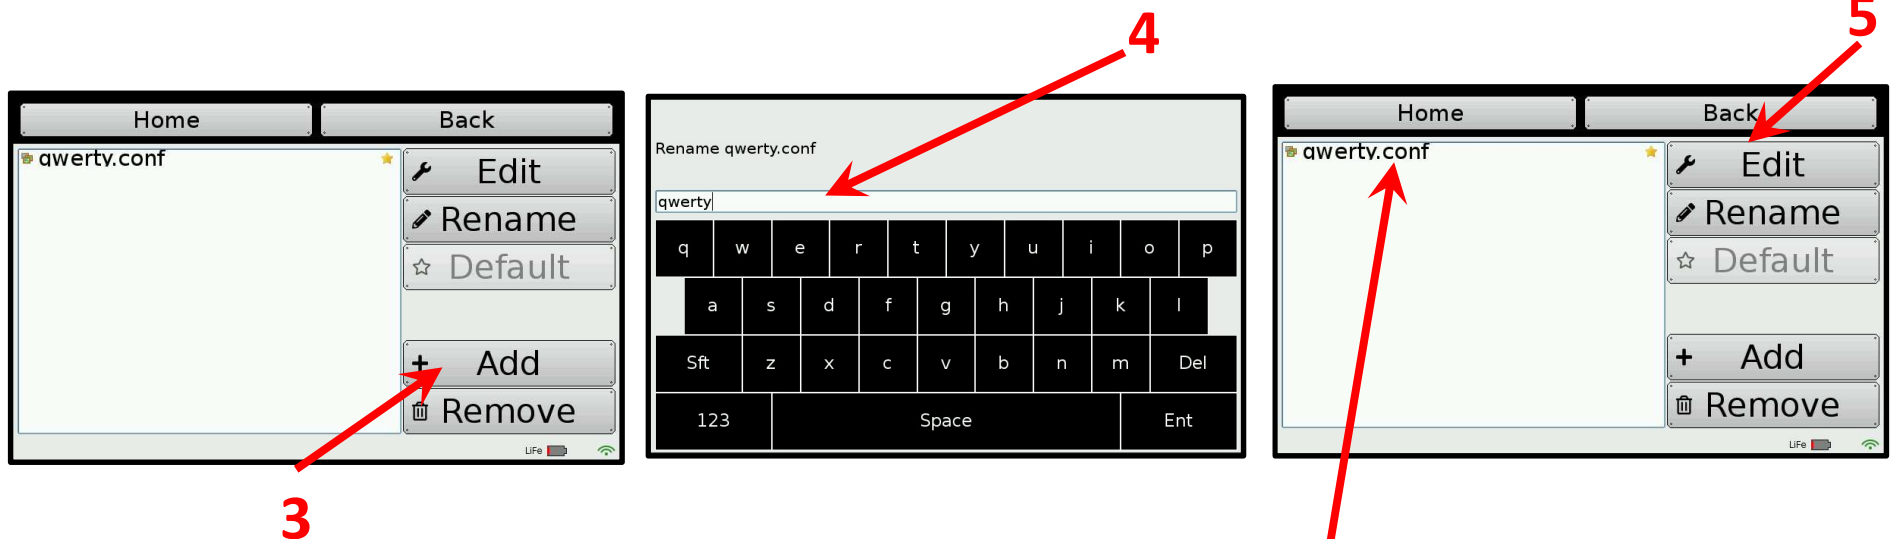 4
5
Home Back
qwerty.conf
Edit
Rename
Default
Add
Remove
LiFe
3
Rename qwerty.conf
qwerty
q w e r t y u i o p
a s d f g h j k l
Sft z x c v b n m Del
123 Space Ent
Home Back
qwerty.conf
Edit
Rename
Default
Add
Remove
LiFe